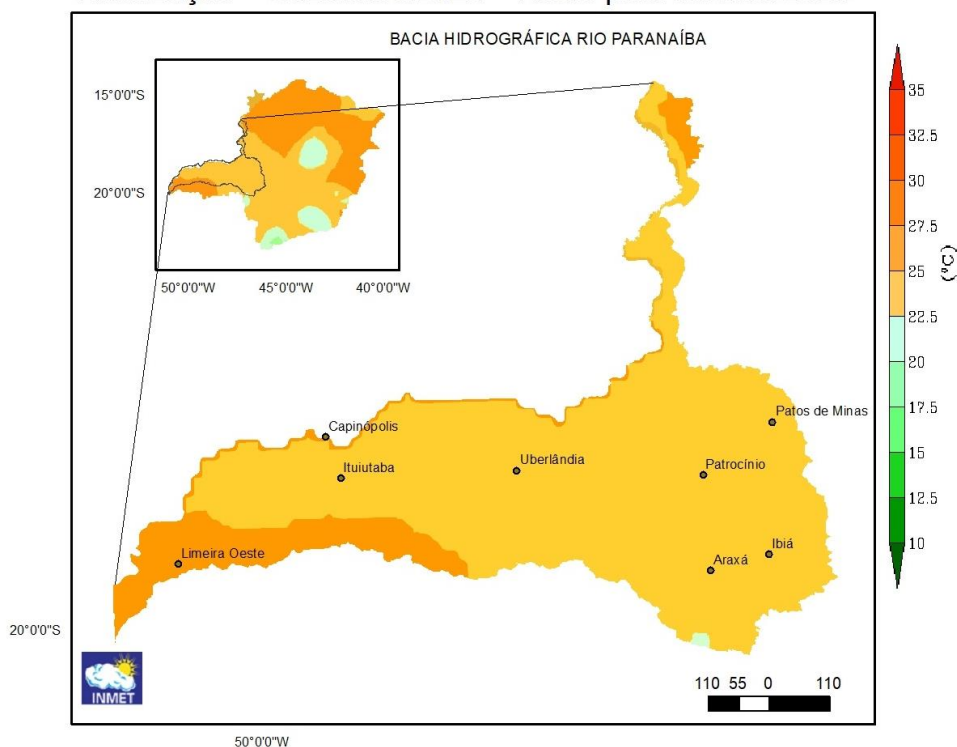 BACIA HIDROGRÁFICA RIO PARANAÍBA
15°0'0"S
20°0'0"S
50°0'0"W 45°0'0"W 40°0'0"W
35
32.5
30
27.5
25
22.5
20
17.5
15
12.5
10
(°C)
Capinópolis
Patos de Minas
Ituiutaba
Uberlândia
Patrocínio
Limeira Oeste
Araxá
Ibiá
20°0'0"S
INMET
110 55 0 110
50°0'0"W